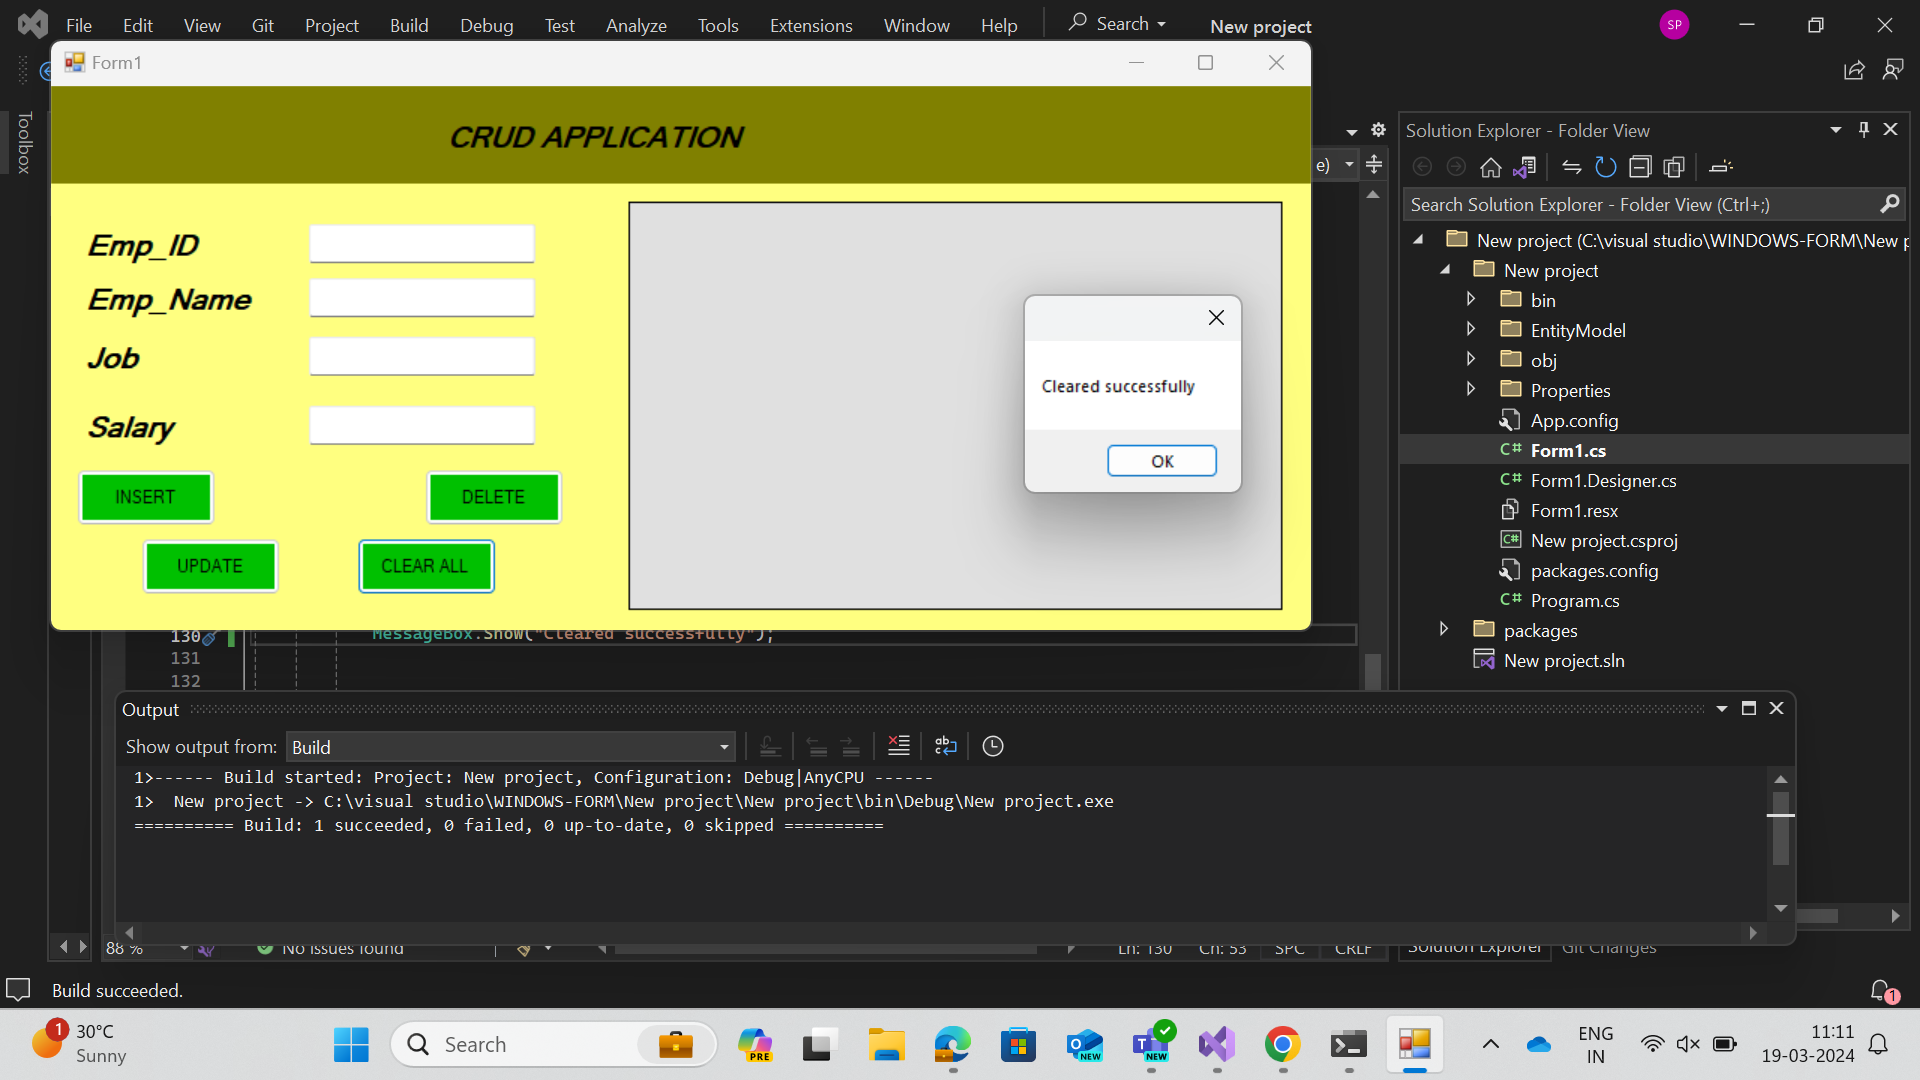 File Edit View Git Project Build Debug Test Analyze Tools Extensions Window Help Search New project SP
Form1
Toolbox
CRUD APPLICATION
Emp_ID
Emp_Name
Job
Salary
INSERT DELETE
UPDATE CLEAR ALL
Cleared successfully
OK
e)
Solution Explorer - Folder View
Search Solution Explorer - Folder View (Ctrl+;)
New project (C:\visual studio\WINDOWS-FORM\New p
New project
bin
EntityModel
obj
Properties
App.config
C# Form1.cs
C# Form1.Designer.cs
Form1.resx
C# New project.csproj
packages.config
C# Program.cs
packages
New project.sln
130 MessageBox.Show("Cleared successfully");
131
132
Output
Show output from: Build
1>------ Build started: Project: New project, Configuration: Debug|AnyCPU ------
1>  New project -> C:\visual studio\WINDOWS-FORM\New project\New project\bin\Debug\New project.exe
========== Build: 1 succeeded, 0 failed, 0 up-to-date, 0 skipped ==========
88 % No issues found Ln: 130 Ch: 53 SPC CRLF Solution Explorer Git Changes
Build succeeded. 1
1 30°C
Sunny
Search
PRE
NEW
NEW
ENG
IN
11:11
19-03-2024